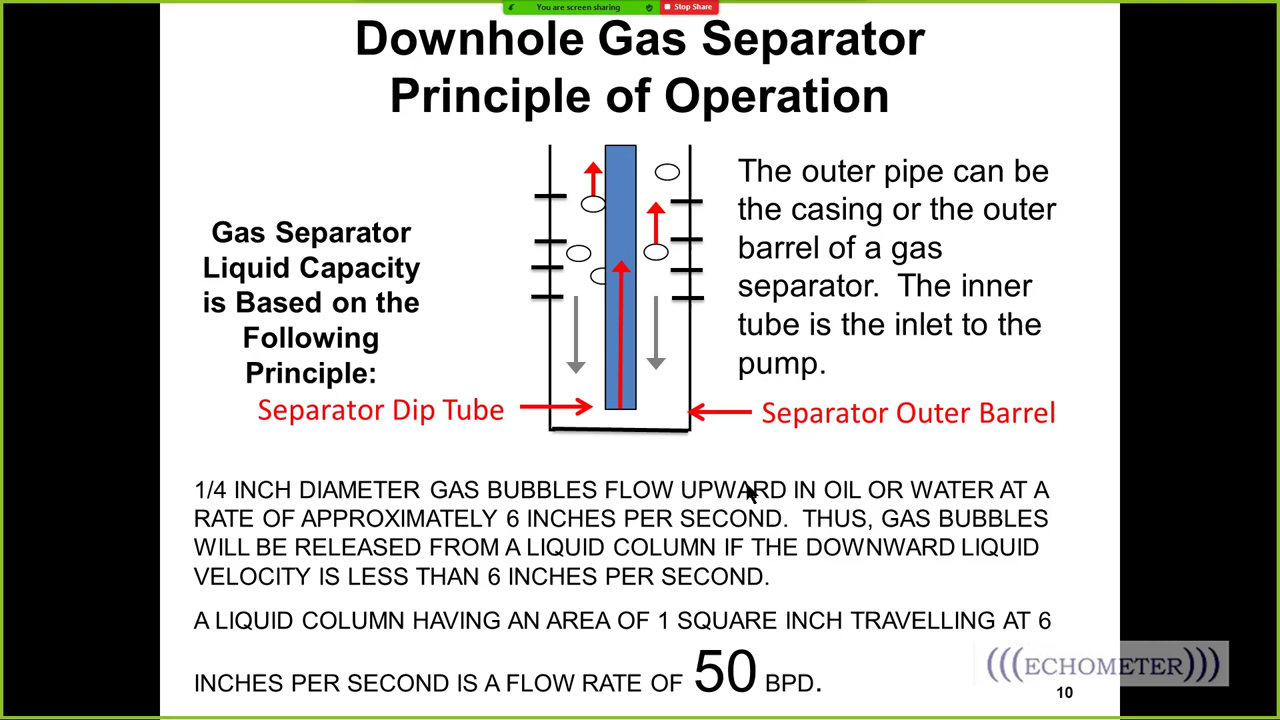 You are screen sharing
Stop Share
Downhole Gas Separator
Principle of Operation
Gas Separator
Liquid Capacity
is Based on the
Following
Principle:
The outer pipe can be
the casing or the outer
barrel of a gas
separator. The inner
tube is the inlet to the
pump.
Separator Dip Tube
Separator Outer Barrel
1/4 INCH DIAMETER GAS BUBBLES FLOW UPWARD IN OIL OR WATER AT A
RATE OF APPROXIMATELY 6 INCHES PER SECOND. THUS, GAS BUBBLES
WILL BE RELEASED FROM A LIQUID COLUMN IF THE DOWNWARD LIQUID
VELOCITY IS LESS THAN 6 INCHES PER SECOND.
A LIQUID COLUMN HAVING AN AREA OF 1 SQUARE INCH TRAVELLING AT 6
INCHES PER SECOND IS A FLOW RATE OF 50 BPD.
(((ECHOMETER)))
10